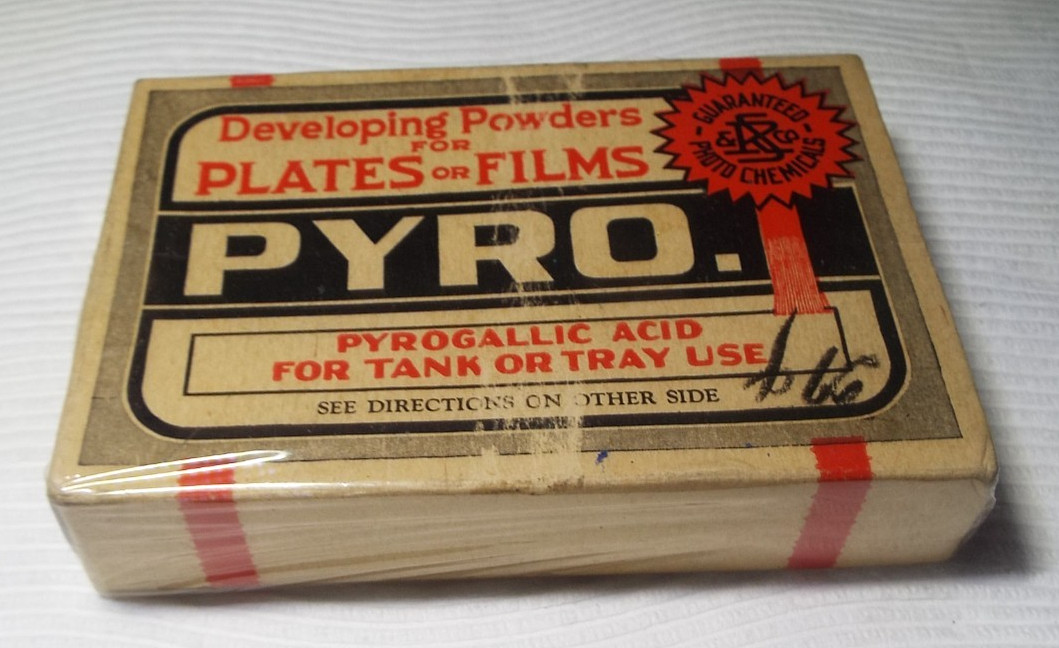 Developing Powders
FOR
PLATES OR FILMS
GUARANTEED
PHOTO CHEMICALS
PYRO.
PYROGALLIC ACID
FOR TANK OR TRAY USE
SEE DIRECTIONS ON OTHER SIDE